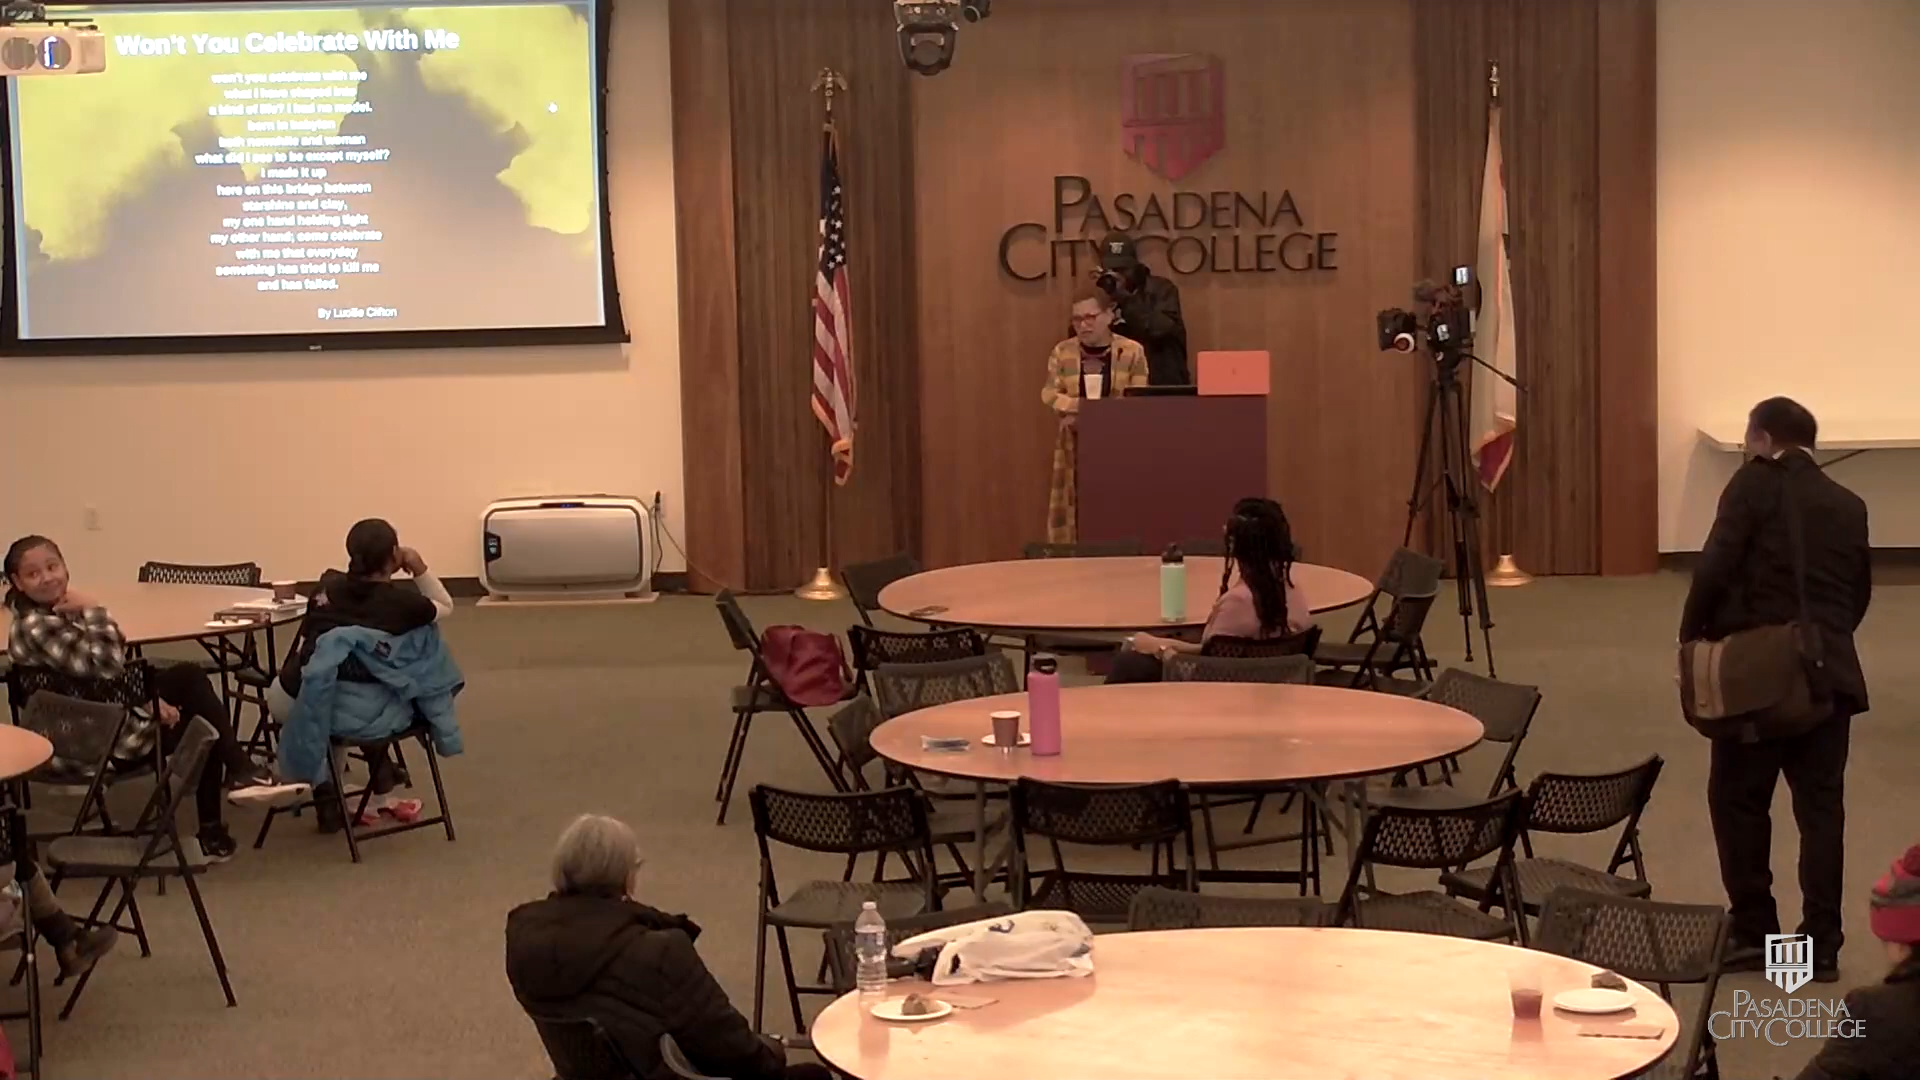 Won't You Celebrate With Me
won't you celebrate with me
what I have shaped into
a kind of life? I had no model.
born in babylon
both nonwhite and woman
what did I see to be except myself?
I made it up
here on this bridge between
starshine and clay,
my one hand holding tight
my other hand; come celebrate
with me that everyday
something has tried to kill me
and has failed.
By Lucille Clifton
PASADENA
CITY COLLEGE
PASADENA
CITY COLLEGE